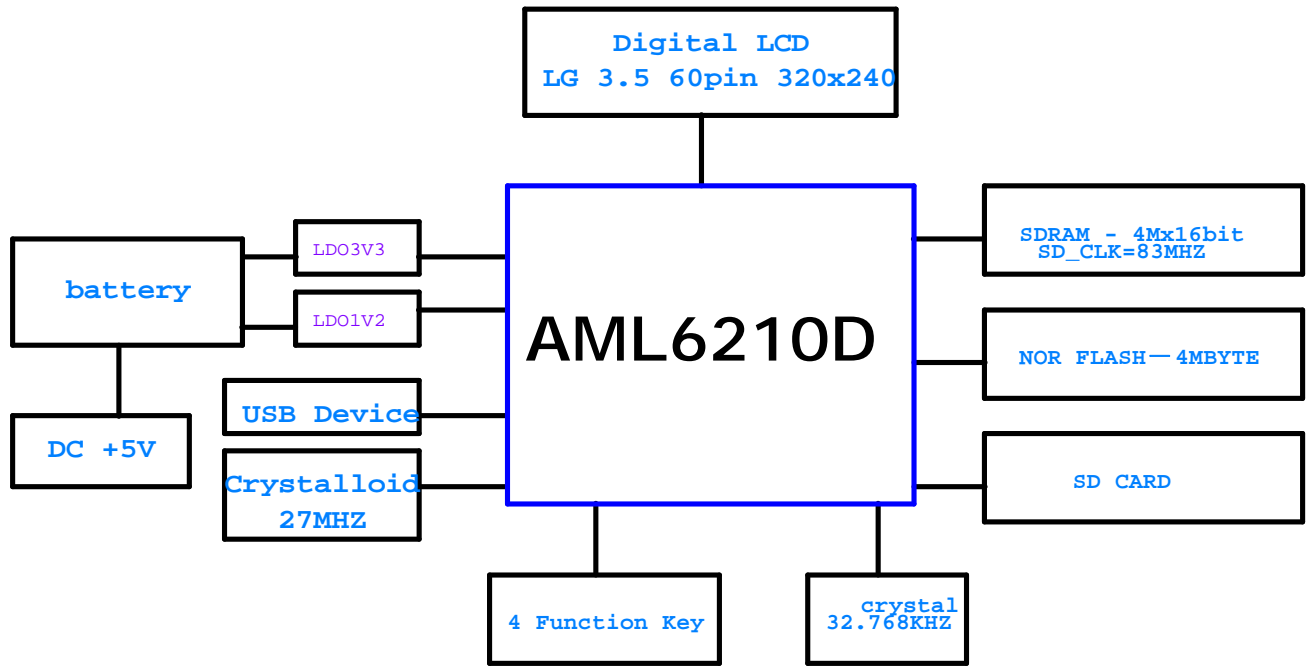 Digital LCD
LG 3.5 60pin 320x240
LDO3V3
SDRAM - 4Mx16bit
SD_CLK=83MHZ
battery
LDO1V2
AML6210D
NOR FLASH—4MBYTE
USB Device
DC +5V
Crystalloid
27MHZ
SD CARD
4 Function Key
crystal
32.768KHZ